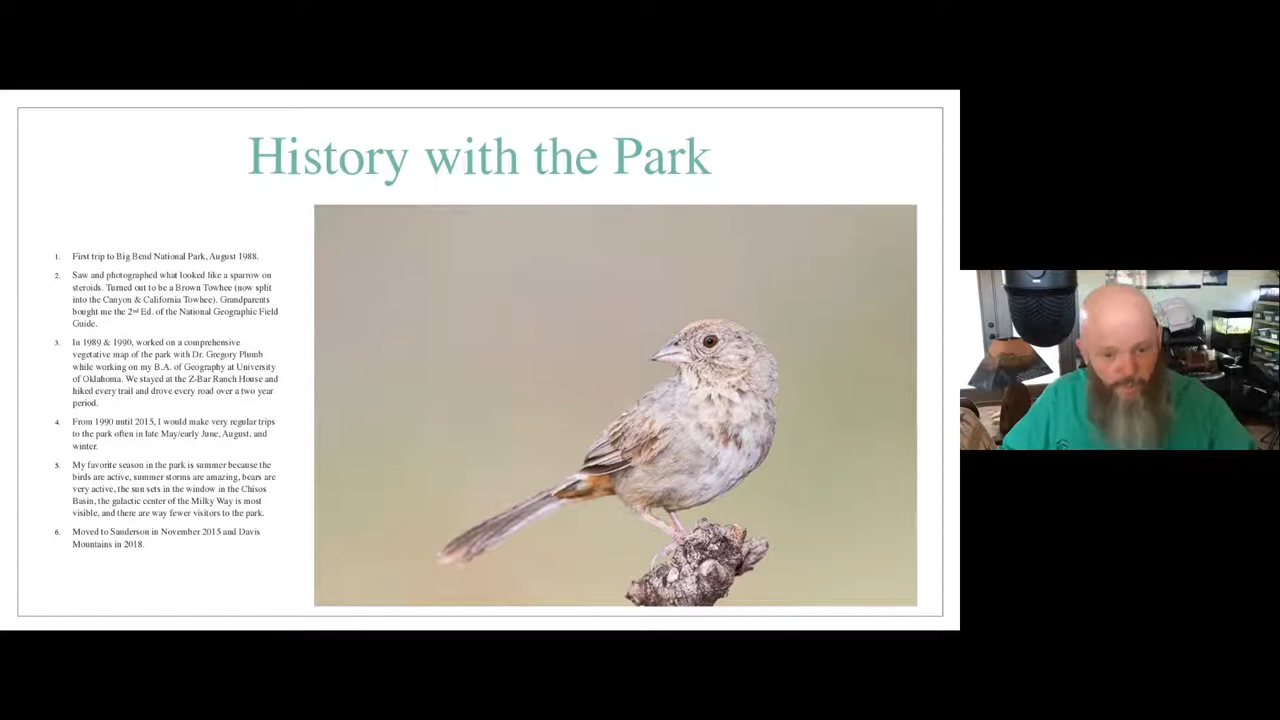 History with the Park
1. First trip to Big Bend National Park, August 1988.
2. Saw and photographed what looked like a sparrow on
steroids. Turned out to be a Brown Towhee (now split
into the Canyon & California Towhee). Grandparents
bought me the 2nd Ed. of the National Geographic Field
Guide.
3. In 1989 & 1990, worked on a comprehensive
vegetative map of the park with Dr. Gregory Plumb
while working on my B.A. of Geography at University
of Oklahoma. We stayed at the Z-Bar Ranch House and
hiked every trail and drove every road over a two year
period.
4. From 1990 until 2015, I would make very regular trips
to the park often in late May/early June, August, and
winter.
5. My favorite season in the park is summer because the
birds are active, summer storms are amazing, bears are
very active, the sun sets in the window in the Chisos
Basin, the galactic center of the Milky Way is most
visible, and there are way fewer visitors to the park.
6. Moved to Sanderson in November 2015 and Davis
Mountains in 2018.